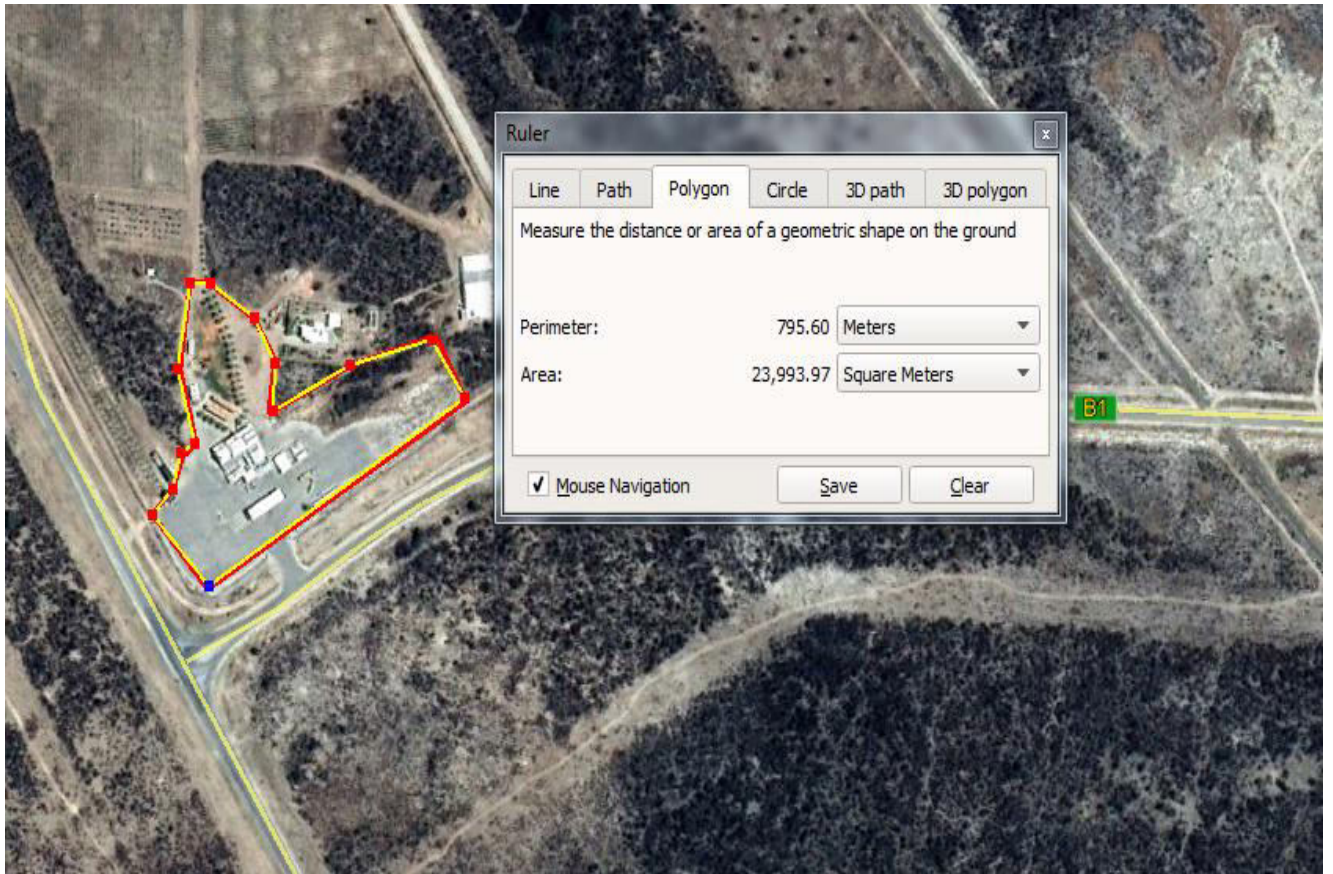 Ruler
x
Line Path Polygon Circle 3D path 3D polygon
Measure the distance or area of a geometric shape on the ground
Perimeter: 795.60 Meters
Area: 23,993.97 Square Meters
B1
Mouse Navigation Save Clear